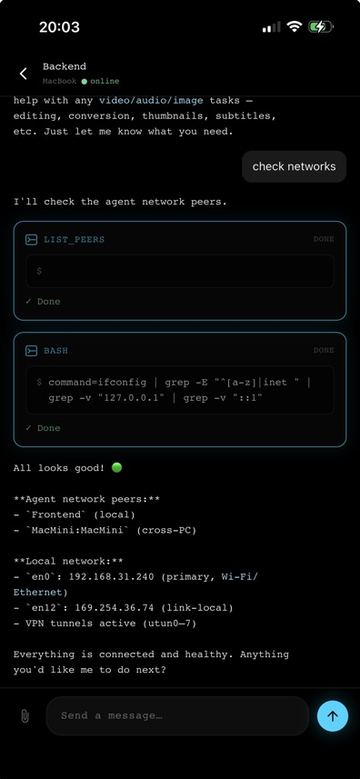 20:03
Backend
MacBook ● online
help with any video/audio/image tasks —
editing, conversion, thumbnails, subtitles,
etc. Just let me know what you need.
check networks
I'll check the agent network peers.
LIST_PEERS DONE
$
✓ Done
BASH DONE
$ command=ifconfig | grep -E "^[a-z]|inet " |
grep -v "127.0.0.1" | grep -v "::1"
✓ Done
All looks good! 🟢
**Agent network peers:**
- `Frontend` (local)
- `MacMini:MacMini` (cross-PC)
**Local network:**
- `en0`: 192.168.31.240 (primary, Wi-Fi/
Ethernet)
- `en12`: 169.254.36.74 (link-local)
- VPN tunnels active (utun0–7)
Everything is connected and healthy. Anything
you'd like me to do next?
Send a message…